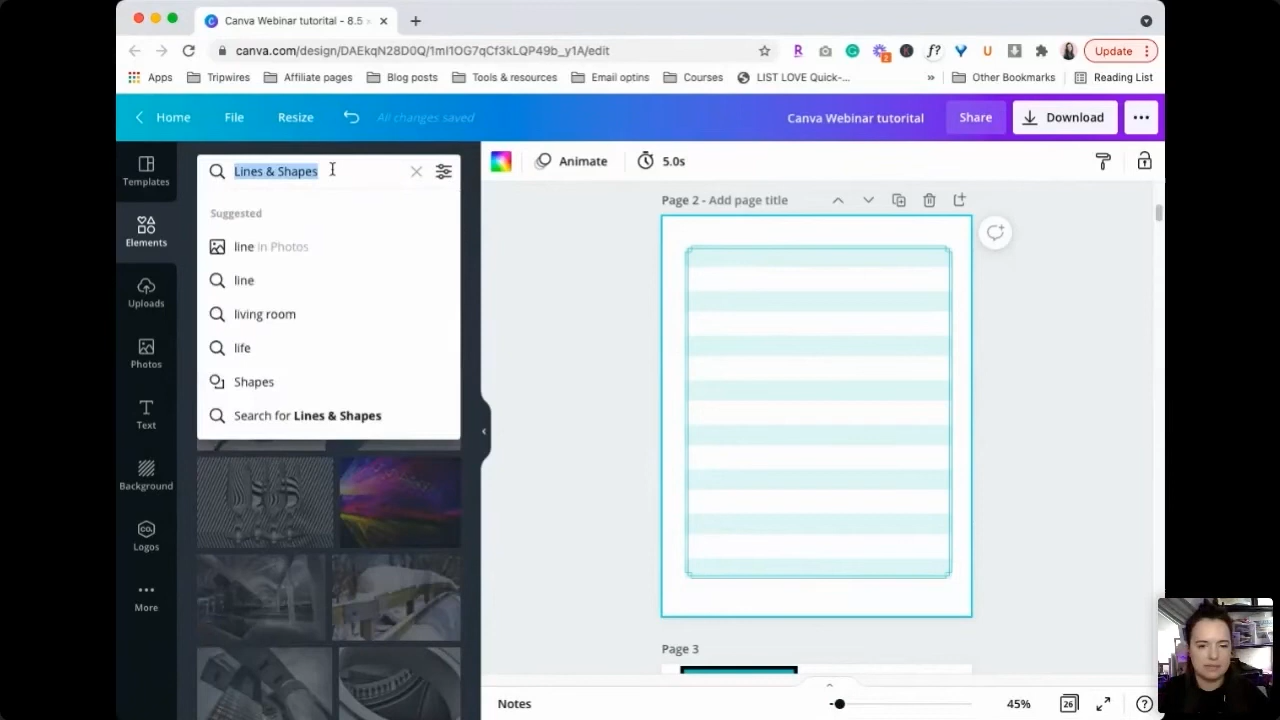 Canva Webinar tutorital - 8.5 x
canva.com/design/DAEkqN28D0Q/1mI1OG7qCf3kLQP49b_y1A/edit
Update
Apps
Tripwires
Affiliate pages
Blog posts
Tools & resources
Email optins
Courses
LIST LOVE Quick-...
»
Other Bookmarks
Reading List
Home
File
Resize
All changes saved
Canva Webinar tutorital
Share
Download
Templates
Elements
Uploads
Photos
Text
Background
Logos
More
Lines & Shapes
Suggested
line in Photos
line
living room
life
Shapes
Search for Lines & Shapes
Animate
5.0s
Page 2 - Add page title
Page 3
Notes
45%
26